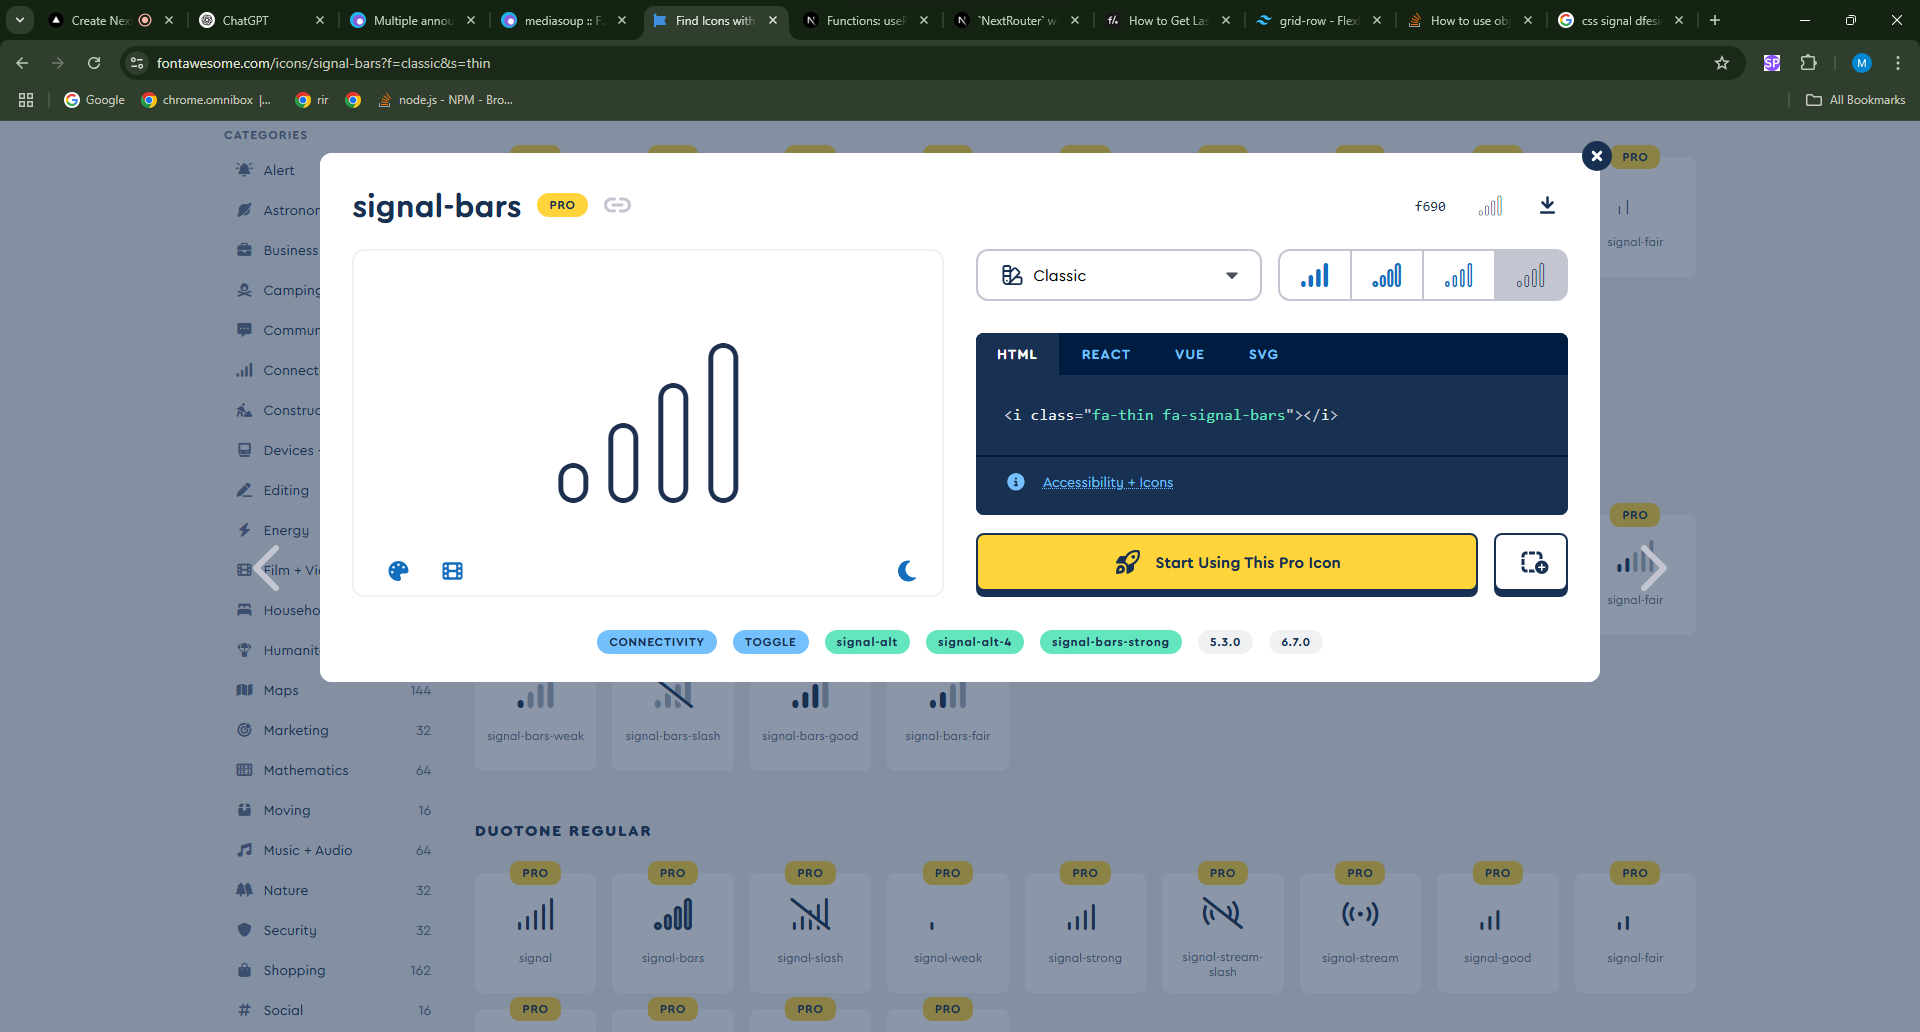 Create Nex
ChatGPT
Multiple annou
mediasoup :: F
Find Icons with
Functions: useF
`NextRouter` w
How to Get Las
grid-row - Flexl
How to use obj
css signal dfesi
fontawesome.com/icons/signal-bars?f=classic&s=thin
SP
M
Google
chrome.omnibox |...
rir
node.js - NPM - Bro...
All Bookmarks
CATEGORIES
Alert
Astronom
Business
Camping
Commun
Connect
Construc
Devices
Editing
Energy
Film + Vi
Househo
Humanit
Maps 144
Marketing 32
Mathematics 64
Moving 16
Music + Audio 64
Nature 32
Security 32
Shopping 162
Social 16
signal-bars PRO
f690
Classic
HTML REACT VUE SVG
<i class="fa-thin fa-signal-bars"></i>
Accessibility + Icons
Start Using This Pro Icon
CONNECTIVITY TOGGLE signal-alt signal-alt-4 signal-bars-strong 5.3.0 6.7.0
PRO
signal-fair
PRO
signal-fair
signal-bars-weak signal-bars-slash signal-bars-good signal-bars-fair
DUOTONE REGULAR
PRO PRO PRO PRO PRO PRO PRO PRO PRO
signal signal-bars signal-slash signal-weak signal-strong signal-stream-slash signal-stream signal-good signal-fair
PRO PRO PRO PRO